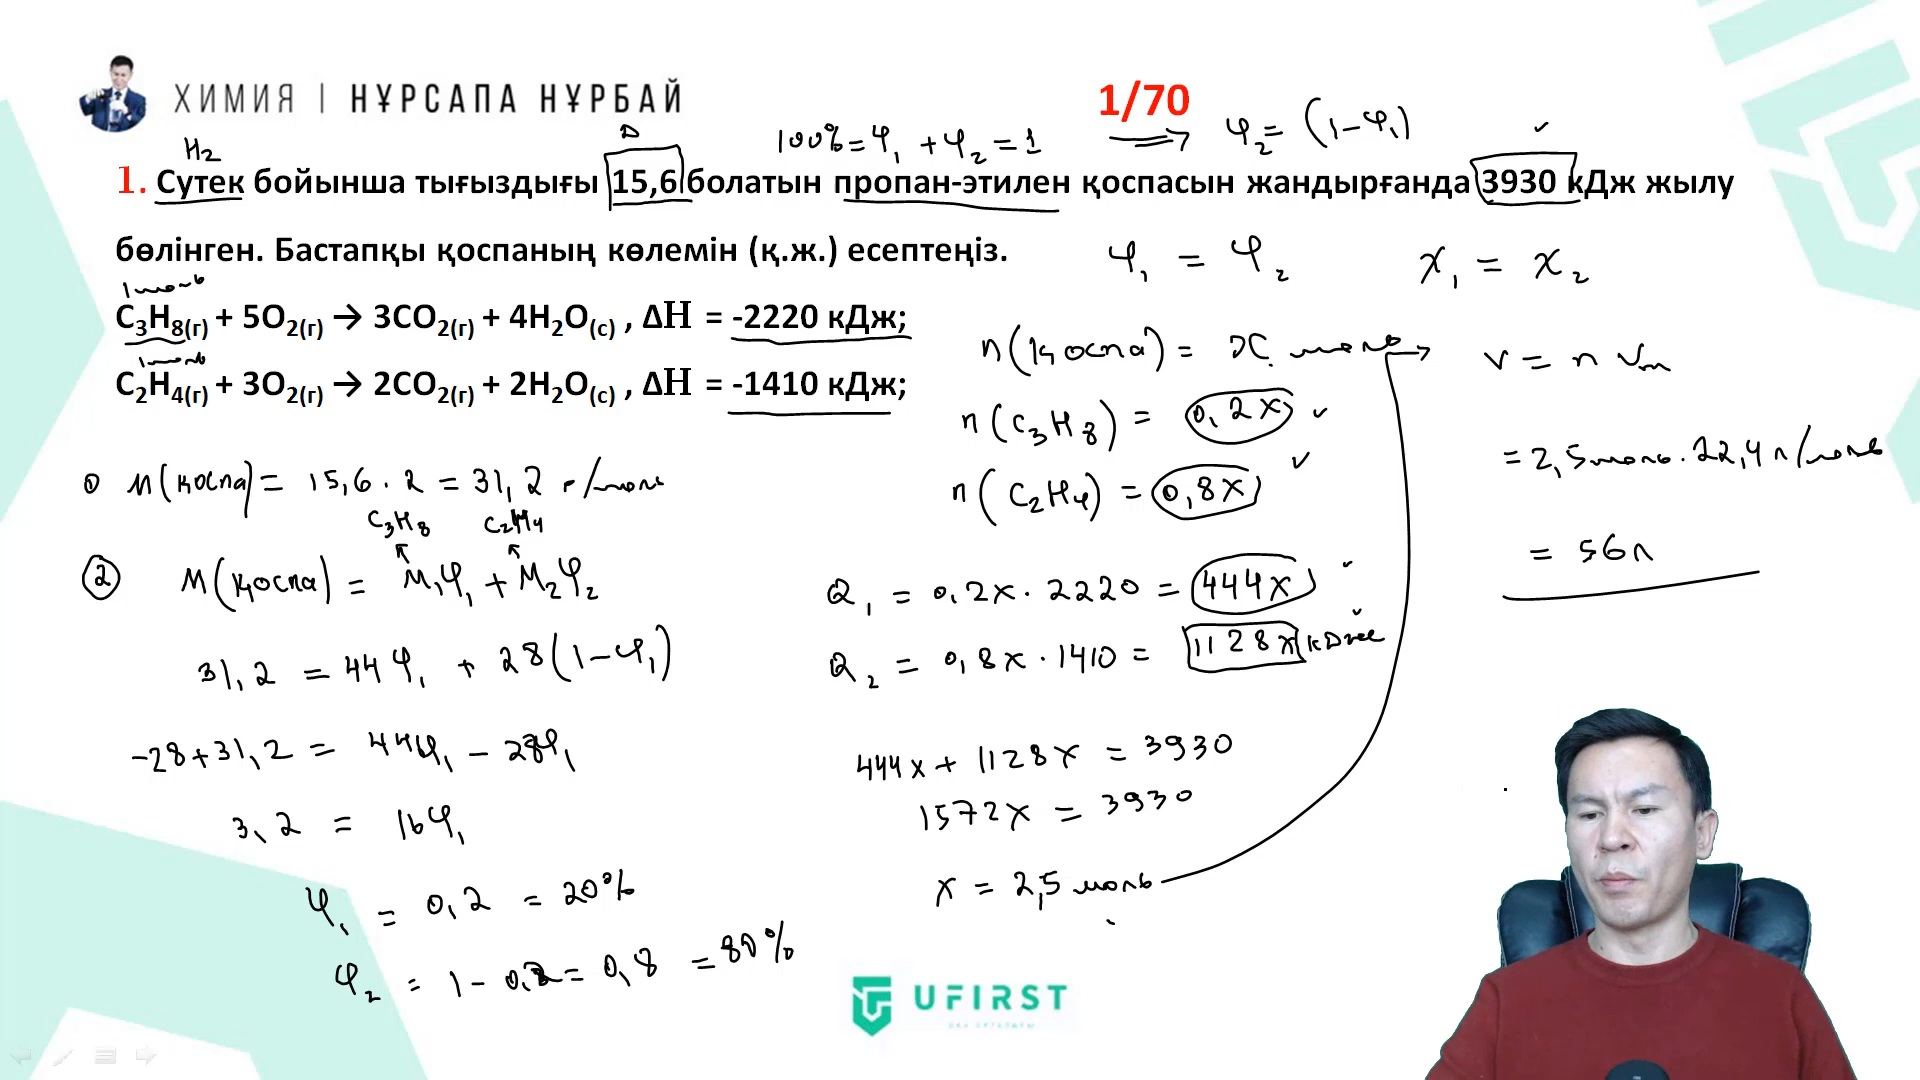 ХИМИЯ | НҰРСАПА НҰРБАЙ
1/70
H2
D
100% = φ1 + φ2 = 1
φ2 = (1-φ1)
1. Сутек бойынша тығыздығы 15,6 болатын пропан-этилен қоспасын жандырғанда 3930 кДж жылу
бөлінген. Бастапқы қоспаның көлемін (қ.ж.) есептеңіз.
φ1 = φ2
x1 = x2
1 моль
C3H8(г) + 5O2(г) → 3CO2(г) + 4H2O(с) , ΔH = -2220 кДж;
1 моль
C2H4(г) + 3O2(г) → 2CO2(г) + 2H2O(с) , ΔH = -1410 кДж;
① M(қоспа) = 15,6 · 2 = 31,2 г/моль
C3H8 C2H4
② M(қоспа) = M1φ1 + M2φ2
31,2 = 44φ1 + 28(1-φ1)
-28+31,2 = 44φ1 - 28φ1
3,2 = 16φ1
φ1 = 0,2 = 20%
φ2 = 1 - 0,2 = 0,8 = 80%
n(қоспа) = x моль
n(C3H8) = 0,2x
n(C2H4) = 0,8x
Q1 = 0,2x · 2220 = 444x
Q2 = 0,8x · 1410 = 1128x кДж
444x + 1128x = 3930
1572x = 3930
x = 2,5 моль
V = n Vm
= 2,5 моль · 22,4 л/моль
= 56 л
UFIRST